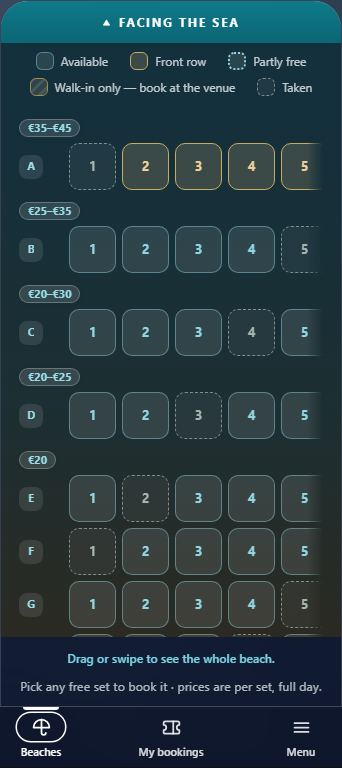 ▲ FACING THE SEA
Available Front row Partly free
Walk-in only — book at the venue Taken
€35–€45
A 1 2 3 4 5
€25–€35
B 1 2 3 4 5
€20–€30
C 1 2 3 4 5
€20–€25
D 1 2 3 4 5
€20
E 1 2 3 4 5
F 1 2 3 4 5
G 1 2 3 4 5
Drag or swipe to see the whole beach.
Pick any free set to book it · prices are per set, full day.
Beaches My bookings Menu